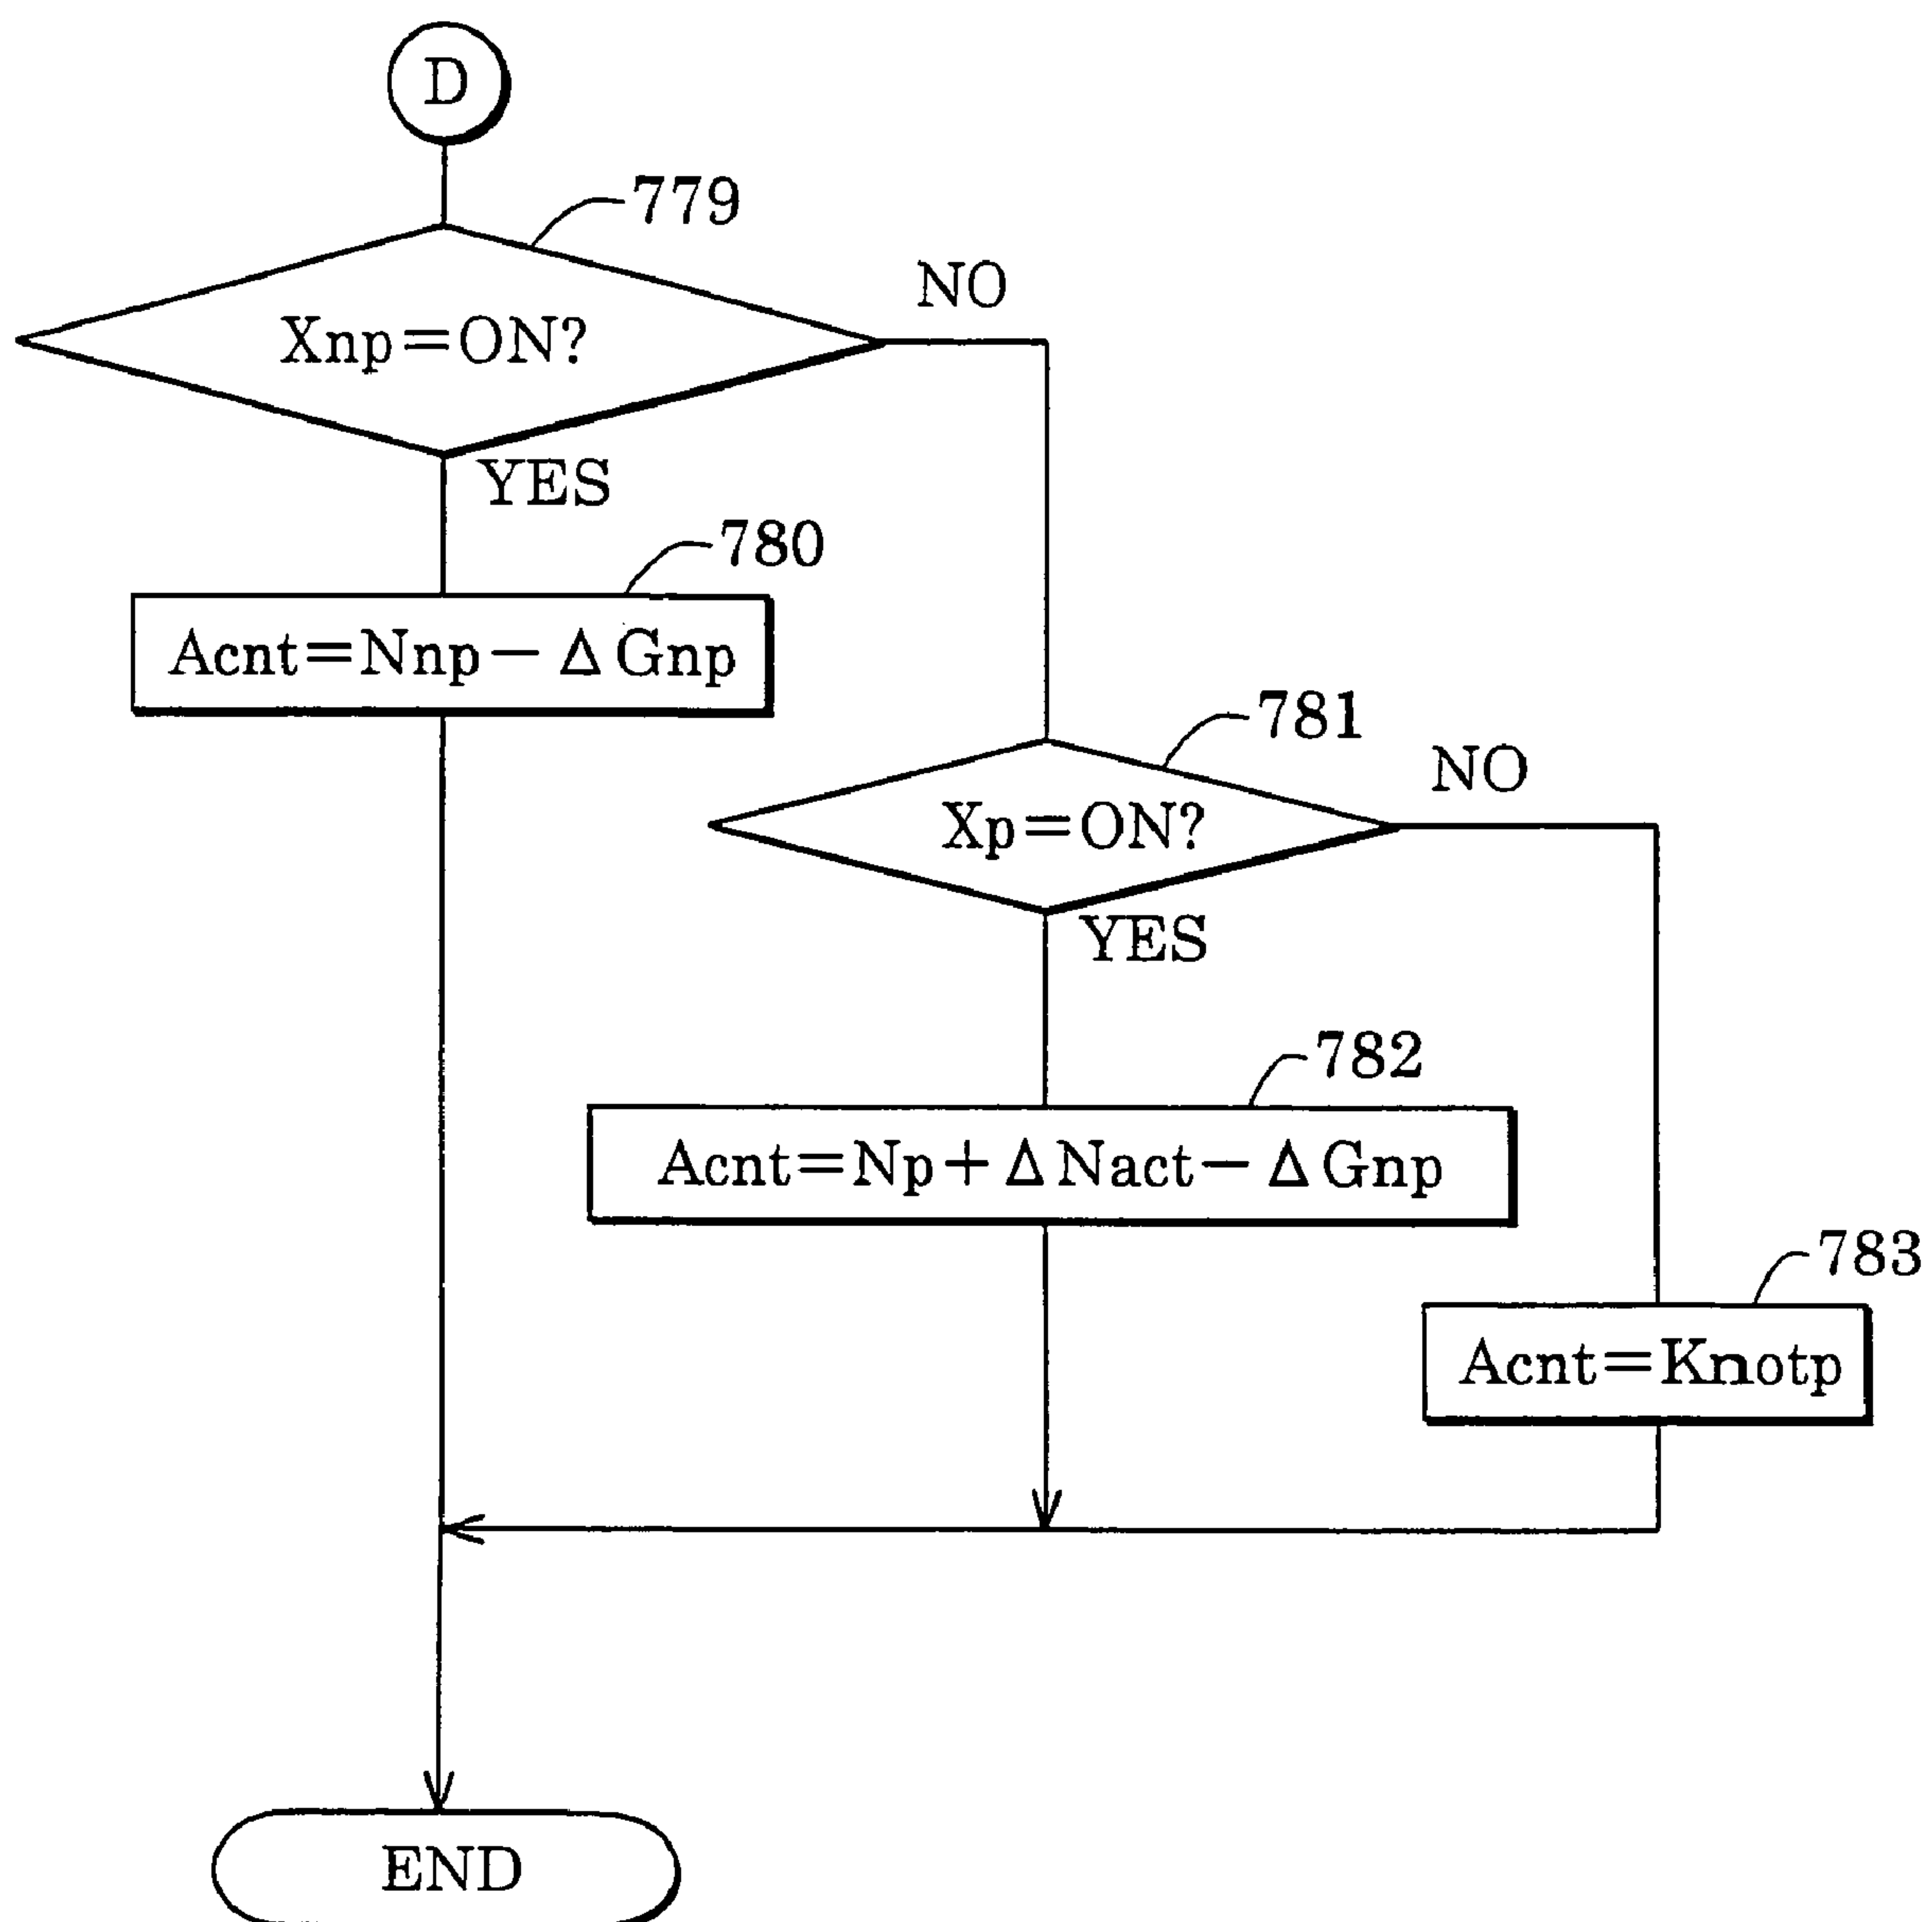 D
779
Xnp=ON?
NO
YES
780
Acnt=Nnp-ΔGnp
781
Xp=ON?
NO
YES
782
Acnt=Np+ΔNact-ΔGnp
783
Acnt=Knotp
END